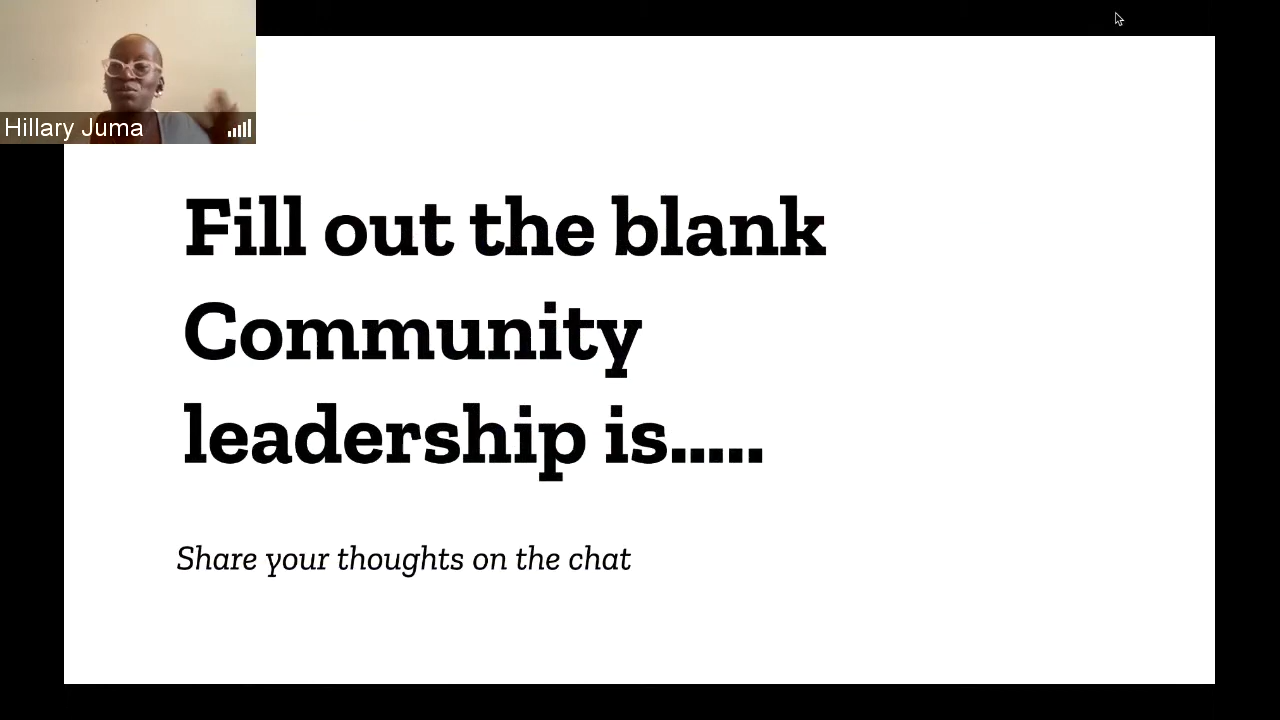 Hillary Juma
Fill out the blank
Community
leadership is.....
Share your thoughts on the chat